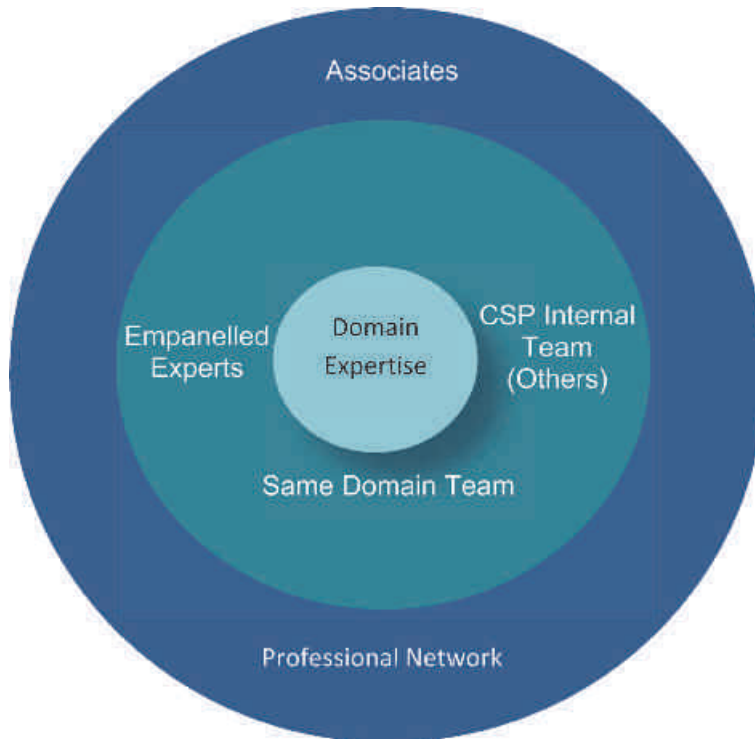 Associates
Empanelled
Experts
Domain
Expertise
CSP Internal
Team
(Others)
Same Domain Team
Professional Network